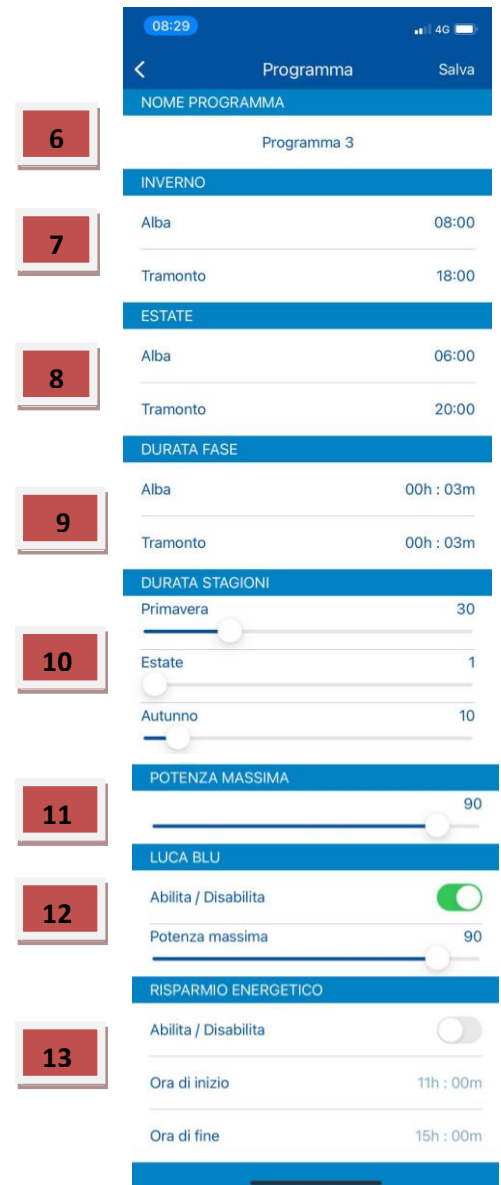 08:29 4G
Programma Salva
NOME PROGRAMMA
6 Programma 3
INVERNO
Alba 08:00
7
Tramonto 18:00
ESTATE
Alba 06:00
8
Tramonto 20:00
DURATA FASE
Alba 00h : 03m
9
Tramonto 00h : 03m
DURATA STAGIONI
Primavera 30
10 Estate 1
Autunno 10
POTENZA MASSIMA
11 90
LUCA BLU
12 Abilita / Disabilita
Potenza massima 90
RISPARMIO ENERGETICO
Abilita / Disabilita
13
Ora di inizio 11h : 00m
Ora di fine 15h : 00m